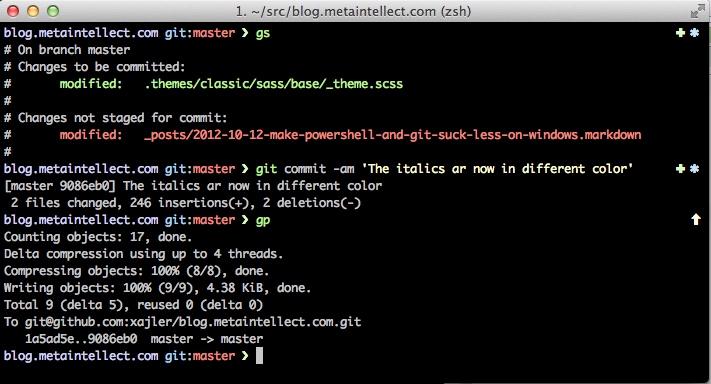 1. ~/src/blog.metaintellect.com (zsh)
blog.metaintellect.com git:master ❯ gs ✚ ✱
# On branch master
# Changes to be committed:
#       modified:   .themes/classic/sass/base/_theme.scss
#
# Changes not staged for commit:
#       modified:   _posts/2012-10-12-make-powershell-and-git-suck-less-on-windows.markdown
#
blog.metaintellect.com git:master ❯ git commit -am 'The italics ar now in different color' ✚ ✱
[master 9086eb0] The italics ar now in different color
 2 files changed, 246 insertions(+), 2 deletions(-)
blog.metaintellect.com git:master ❯ gp ⬆
Counting objects: 17, done.
Delta compression using up to 4 threads.
Compressing objects: 100% (8/8), done.
Writing objects: 100% (9/9), 4.38 KiB, done.
Total 9 (delta 5), reused 0 (delta 0)
To git@github.com:xajler/blog.metaintellect.com.git
   1a5ad5e..9086eb0  master -> master
blog.metaintellect.com git:master ❯